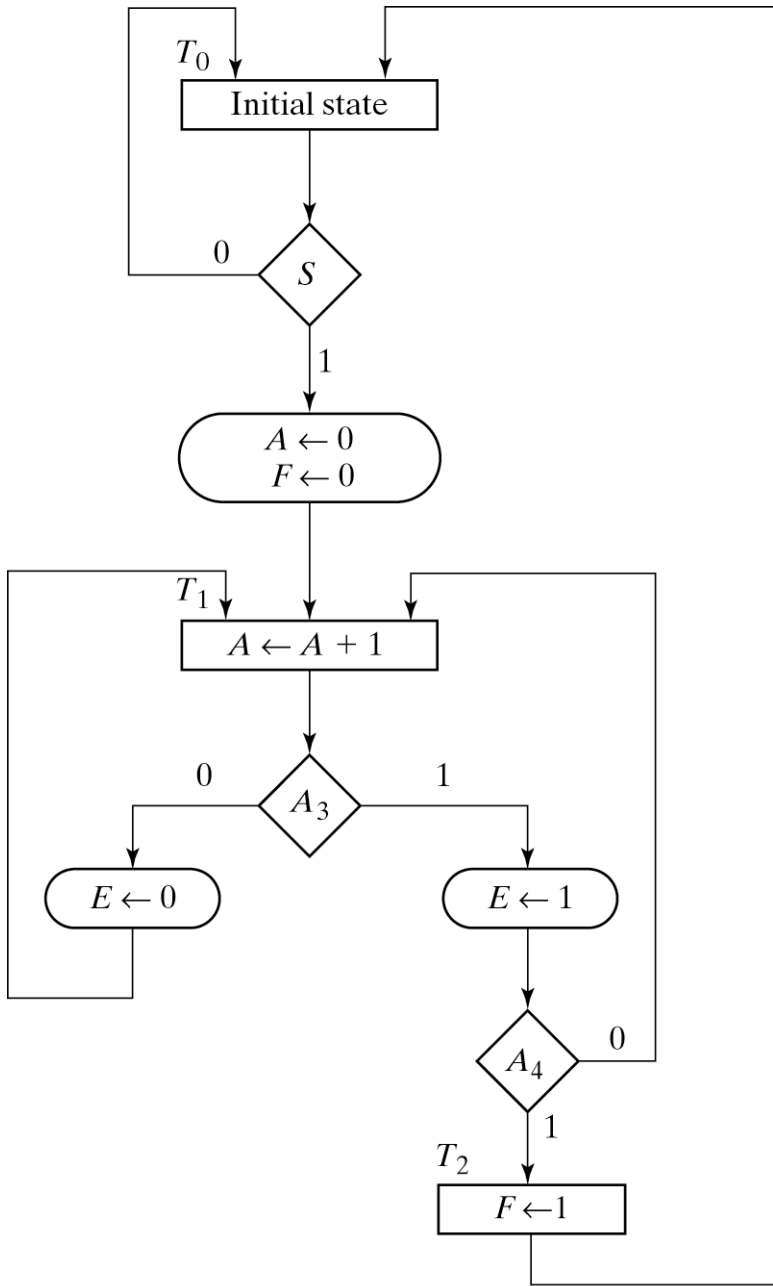 T₀
Initial state
0
S
1
A ← 0
F ← 0
T₁
A ← A + 1
0
1
A₃
E ← 0
E ← 1
0
A₄
1
T₂
F ← 1